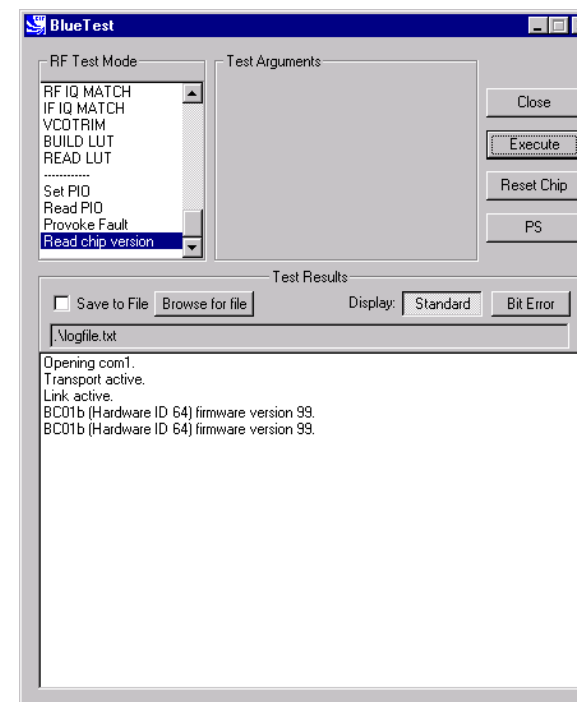 BlueTest
RF Test Mode
Test Arguments
RF IQ MATCH
IF IQ MATCH
VCOTRIM
BUILD LUT
READ LUT
------------
Set PIO
Read PIO
Provoke Fault
Read chip version
Close
Execute
Reset Chip
PS
Test Results
Save to File Browse for file Display: Standard Bit Error
.\logfile.txt
Opening com1.
Transport active.
Link active.
BC01b (Hardware ID 64) firmware version 99.
BC01b (Hardware ID 64) firmware version 99.